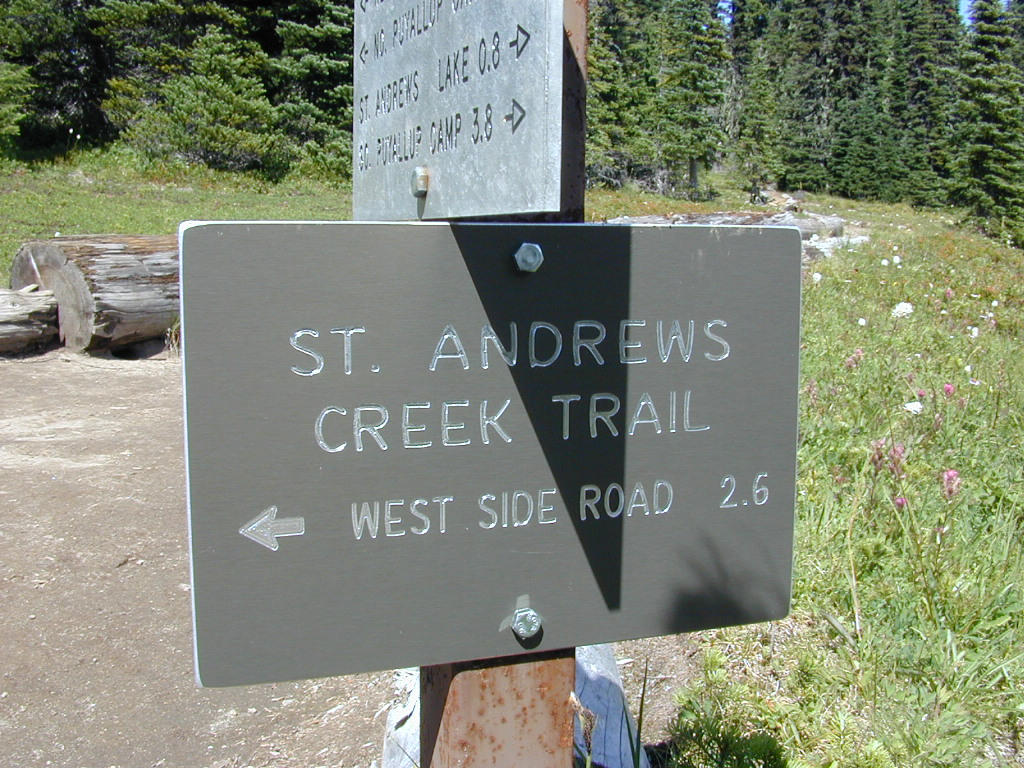 NO. PUYALLUP
ST. ANDREWS LAKE 0.8
SO. PUYALLUP CAMP 3.8
ST. ANDREWS
CREEK TRAIL
WEST SIDE ROAD 2.6